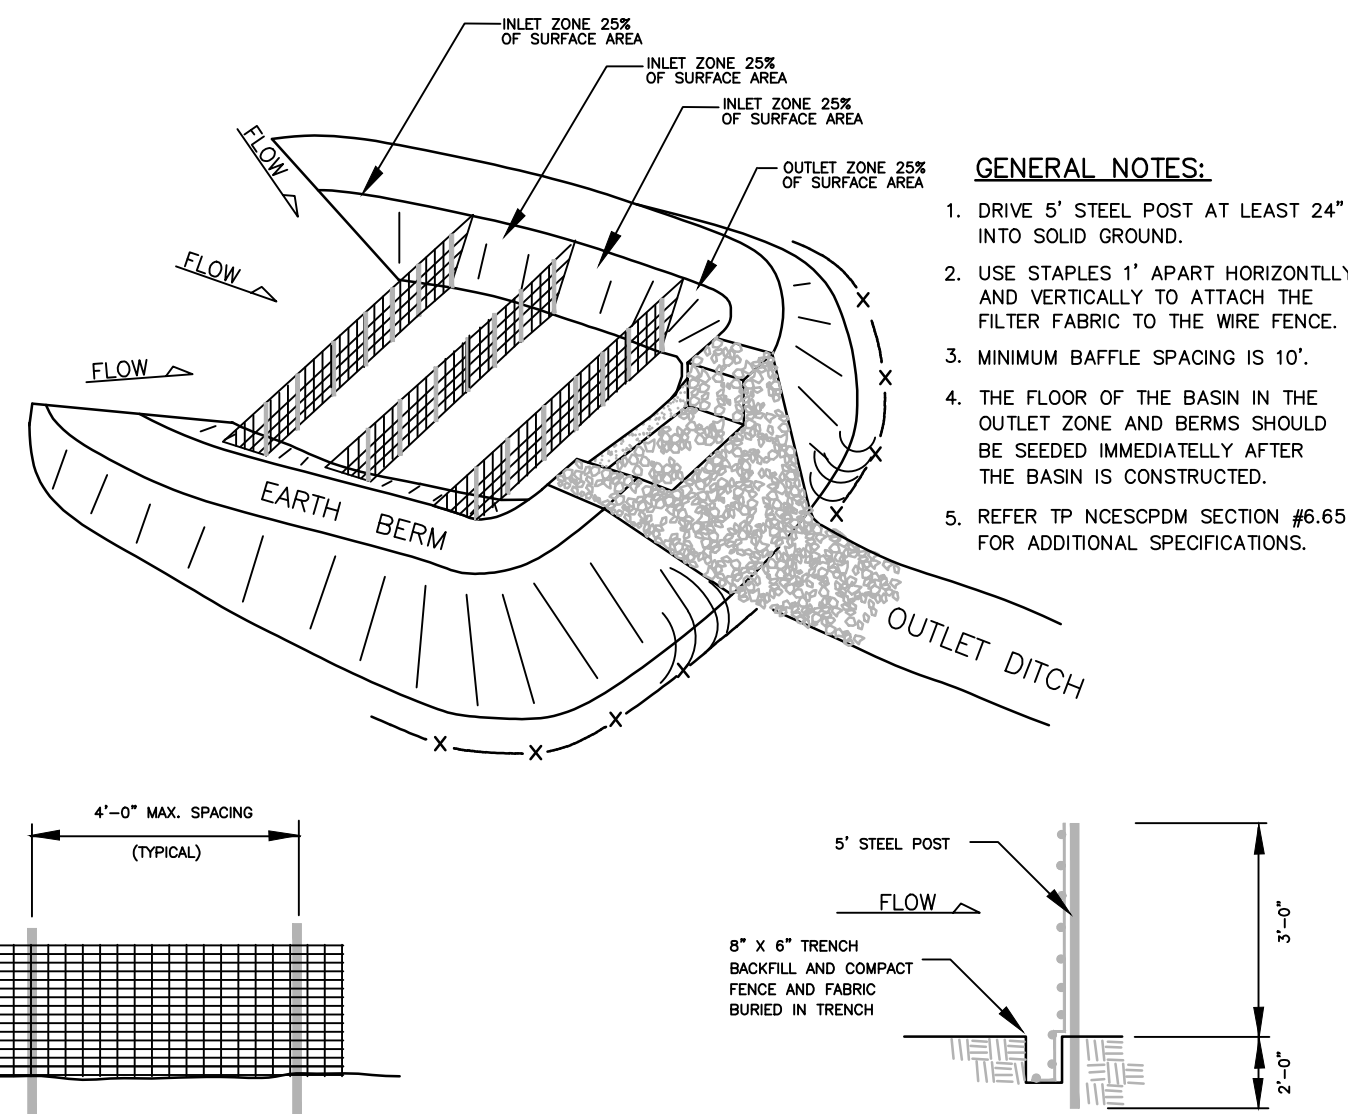 INLET ZONE 25%
OF SURFACE AREA
INLET ZONE 25%
OF SURFACE AREA
INLET ZONE 25%
OF SURFACE AREA
OUTLET ZONE 25%
OF SURFACE AREA
FLOW
FLOW
FLOW
EARTH BERM
OUTLET DITCH
GENERAL NOTES:
1. DRIVE 5' STEEL POST AT LEAST 24"
INTO SOLID GROUND.
2. USE STAPLES 1' APART HORIZONTLLY
AND VERTICALLY TO ATTACH THE
FILTER FABRIC TO THE WIRE FENCE.
3. MINIMUM BAFFLE SPACING IS 10'.
4. THE FLOOR OF THE BASIN IN THE
OUTLET ZONE AND BERMS SHOULD
BE SEEDED IMMEDIATELLY AFTER
THE BASIN IS CONSTRUCTED.
5. REFER TP NCESCPDM SECTION #6.65
FOR ADDITIONAL SPECIFICATIONS.
X
X
X
X
X
X
X
X
4'-0" MAX. SPACING
(TYPICAL)
5' STEEL POST
FLOW
8" X 6" TRENCH
BACKFILL AND COMPACT
FENCE AND FABRIC
BURIED IN TRENCH
3'-0"
2'-0"